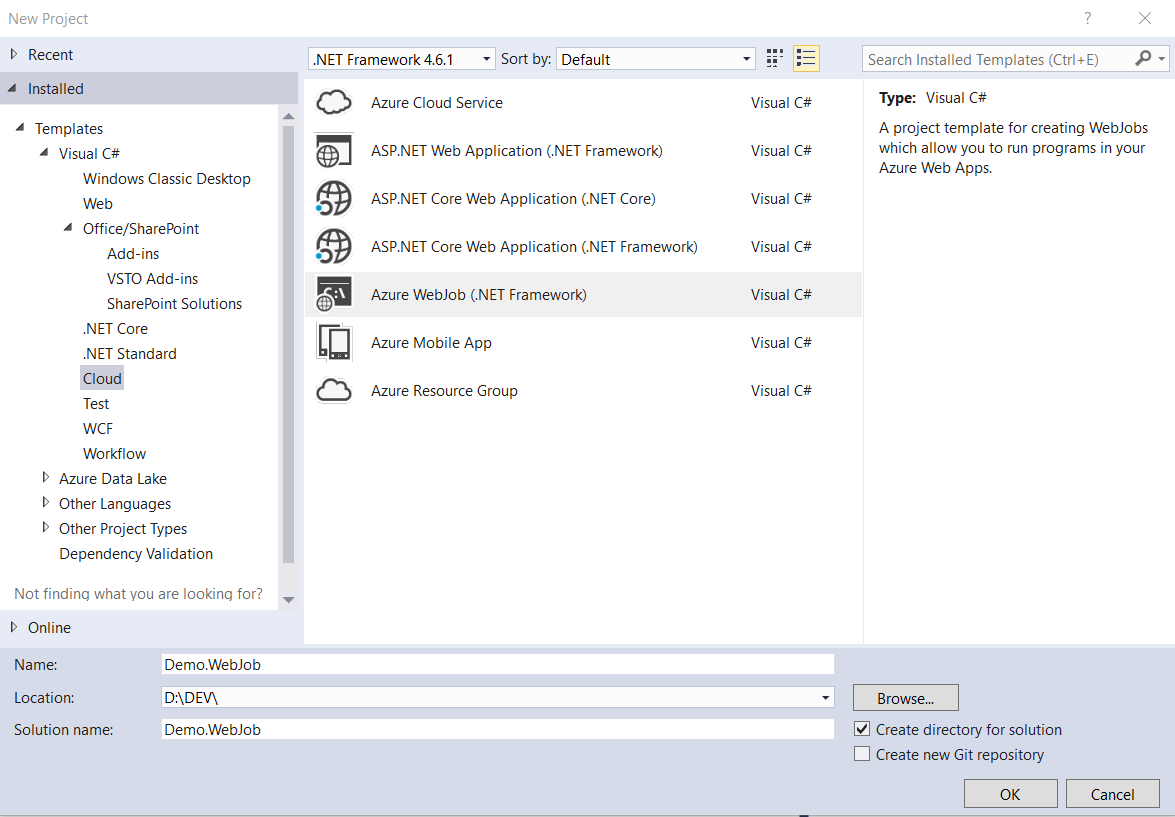 New Project
?
Recent
.NET Framework 4.6.1
Sort by:
Default
Search Installed Templates (Ctrl+E)
Installed
Templates
Visual C#
Windows Classic Desktop
Web
Office/SharePoint
Add-ins
VSTO Add-ins
SharePoint Solutions
.NET Core
.NET Standard
Cloud
Test
WCF
Workflow
Azure Data Lake
Other Languages
Other Project Types
Dependency Validation
Not finding what you are looking for?
Online
Azure Cloud Service Visual C#
ASP.NET Web Application (.NET Framework) Visual C#
ASP.NET Core Web Application (.NET Core) Visual C#
ASP.NET Core Web Application (.NET Framework) Visual C#
C:\
Azure WebJob (.NET Framework) Visual C#
Azure Mobile App Visual C#
Azure Resource Group Visual C#
Type: Visual C#
A project template for creating WebJobs
which allow you to run programs in your
Azure Web Apps.
Name: Demo.WebJob
Location: D:\DEV\
Browse...
Solution name: Demo.WebJob
Create directory for solution
Create new Git repository
OK
Cancel